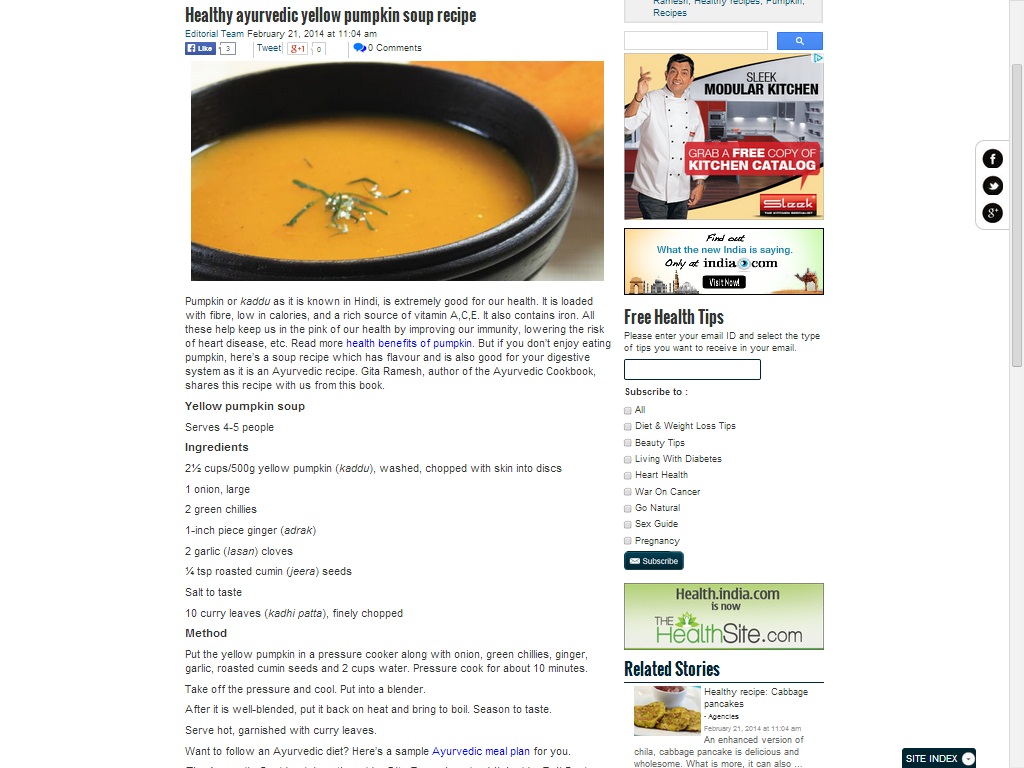 Healthy ayurvedic yellow pumpkin soup recipe
Editorial Team February 21, 2014 at 11:04 am
Like 3 Tweet g+1 0 0 Comments
Pumpkin or kaddu as it is known in Hindi, is extremely good for our health. It is loaded
with fibre, low in calories, and a rich source of vitamin A,C,E. It also contains iron. All
these help keep us in the pink of our health by improving our immunity, lowering the risk
of heart disease, etc. Read more health benefits of pumpkin. But if you don't enjoy eating
pumpkin, here's a soup recipe which has flavour and is also good for your digestive
system as it is an Ayurvedic recipe. Gita Ramesh, author of the Ayurvedic Cookbook,
shares this recipe with us from this book.
Yellow pumpkin soup
Serves 4-5 people
Ingredients
2½ cups/500g yellow pumpkin (kaddu), washed, chopped with skin into discs
1 onion, large
2 green chillies
1-inch piece ginger (adrak)
2 garlic (lasan) cloves
¼ tsp roasted cumin (jeera) seeds
Salt to taste
10 curry leaves (kadhi patta), finely chopped
Method
Put the yellow pumpkin in a pressure cooker along with onion, green chillies, ginger,
garlic, roasted cumin seeds and 2 cups water. Pressure cook for about 10 minutes.
Take off the pressure and cool. Put into a blender.
After it is well-blended, put it back on heat and bring to boil. Season to taste.
Serve hot, garnished with curry leaves.
Want to follow an Ayurvedic diet? Here's a sample Ayurvedic meal plan for you.
Ramesh, Healthy recipes, Pumpkin,
Recipes
SLEEK
MODULAR KITCHEN
GRAB A FREE COPY OF
KITCHEN CATALOG
Sleek
THE KITCHEN SPECIALIST
Find out
What the new India is saying.
Only at india.com
Visit Now!
Free Health Tips
Please enter your email ID and select the type
of tips you want to receive in your email.
Subscribe to :
All
Diet & Weight Loss Tips
Beauty Tips
Living With Diabetes
Heart Health
War On Cancer
Go Natural
Sex Guide
Pregnancy
Subscribe
Health.india.com
is now
THE HealthSite.com
Related Stories
Healthy recipe: Cabbage
pancakes
- Agencies
February 21, 2014 at 11:04 am
An enhanced version of
chila, cabbage pancake is delicious and
wholesome. What is more, it can also ...
f
g+
SITE INDEX